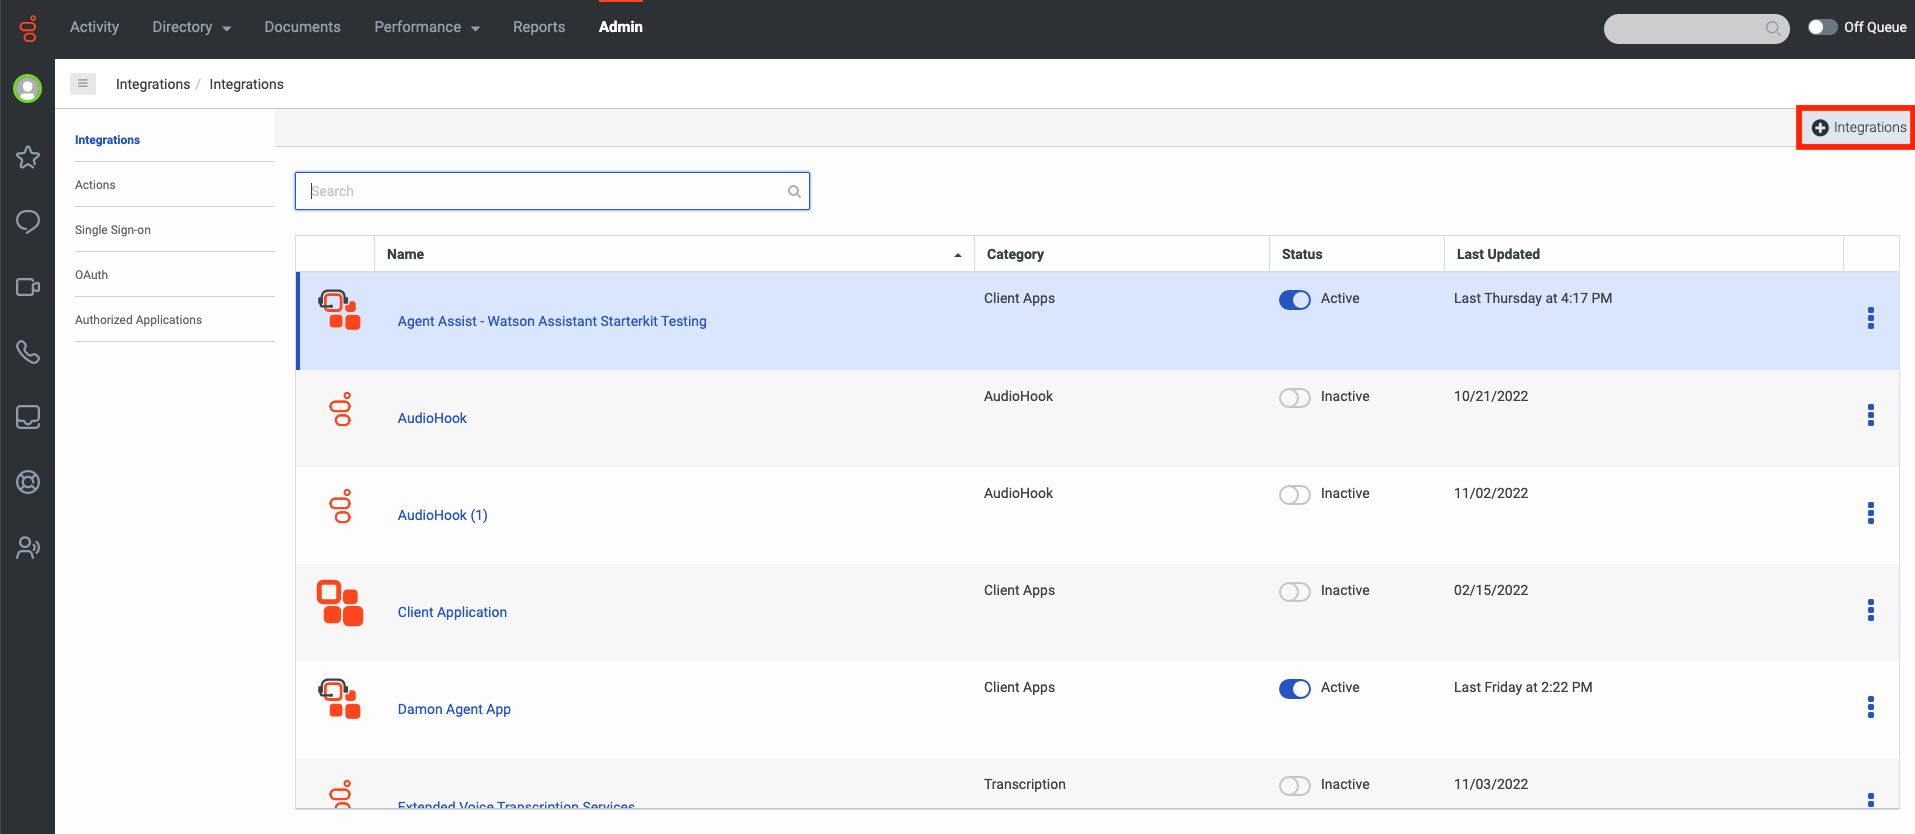 Activity Directory Documents Performance Reports Admin Off Queue
Integrations / Integrations
Integrations
Actions
Single Sign-on
OAuth
Authorized Applications
Integrations
Search
Name Category Status Last Updated
Agent Assist - Watson Assistant Starterkit Testing Client Apps Active Last Thursday at 4:17 PM
AudioHook AudioHook Inactive 10/21/2022
AudioHook (1) AudioHook Inactive 11/02/2022
Client Application Client Apps Inactive 02/15/2022
Damon Agent App Client Apps Active Last Friday at 2:22 PM
Extended Voice Transcription Services Transcription Inactive 11/03/2022